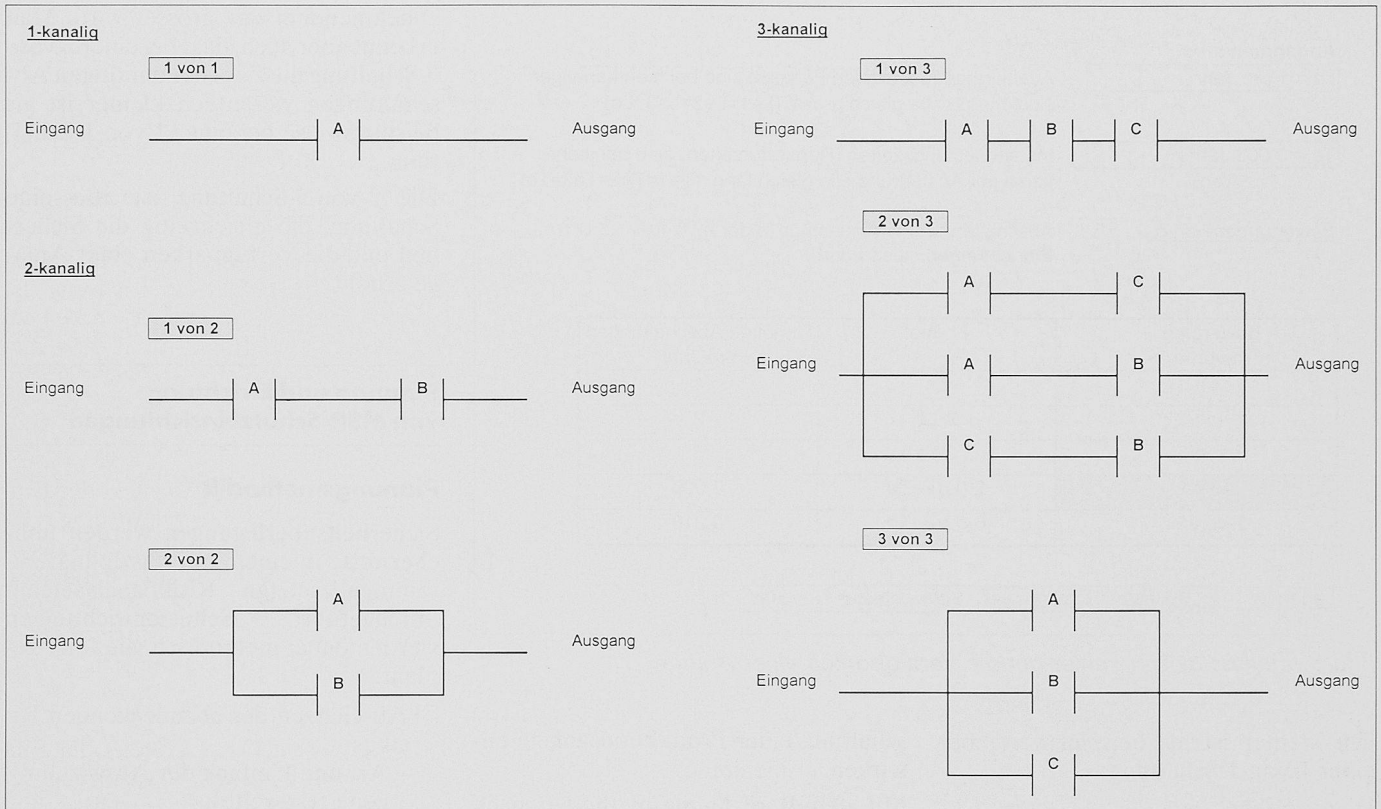 1-kanalig
1 von 1
Eingang A Ausgang
2-kanalig
1 von 2
Eingang A B Ausgang
2 von 2
A
Eingang Ausgang
B
3-kanalig
1 von 3
Eingang A B C Ausgang
2 von 3
A C
Eingang A B Ausgang
C B
3 von 3
A
Eingang B Ausgang
C